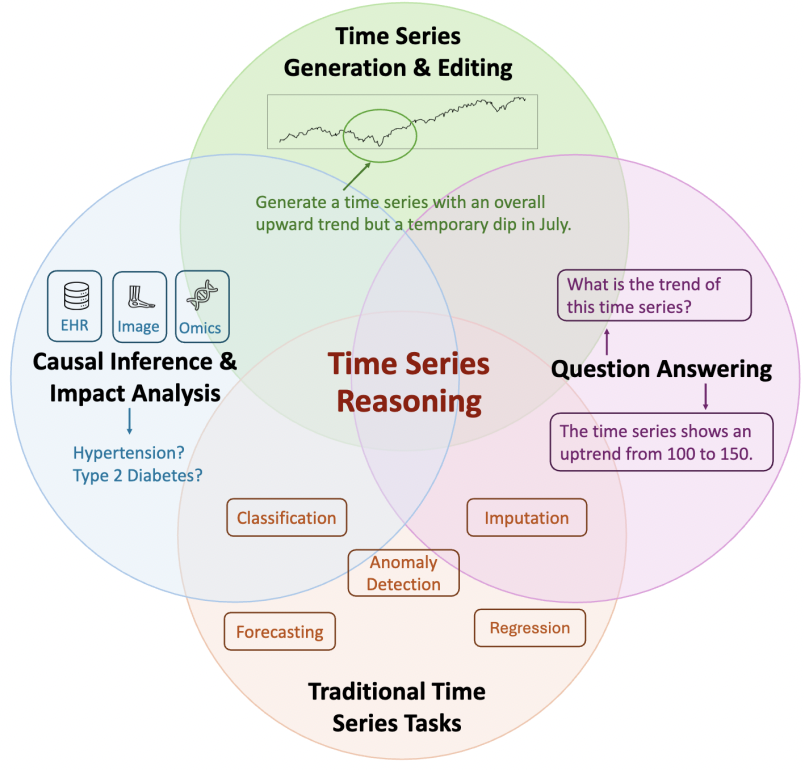 Time Series
Generation & Editing
Generate a time series with an overall
upward trend but a temporary dip in July.
EHR
Image
Omics
Causal Inference &
Impact Analysis
Hypertension?
Type 2 Diabetes?
Time Series
Reasoning
What is the trend of
this time series?
Question Answering
The time series shows an
uptrend from 100 to 150.
Classification
Imputation
Anomaly
Detection
Forecasting
Regression
Traditional Time
Series Tasks